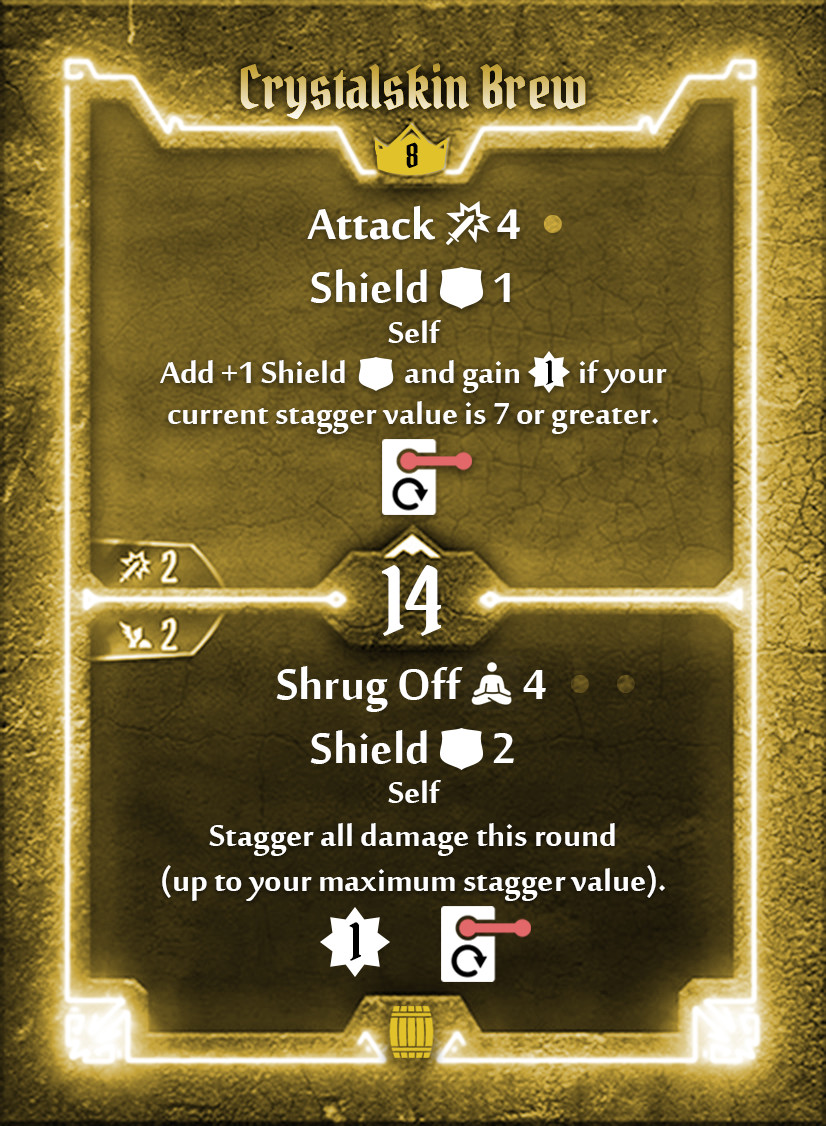 Crystalskin Brew
8
Attack 4
Shield 1
Self
Add +1 Shield and gain 1 if your
current stagger value is 7 or greater.
2
14
2
Shrug Off 4
Shield 2
Self
Stagger all damage this round
(up to your maximum stagger value).
1